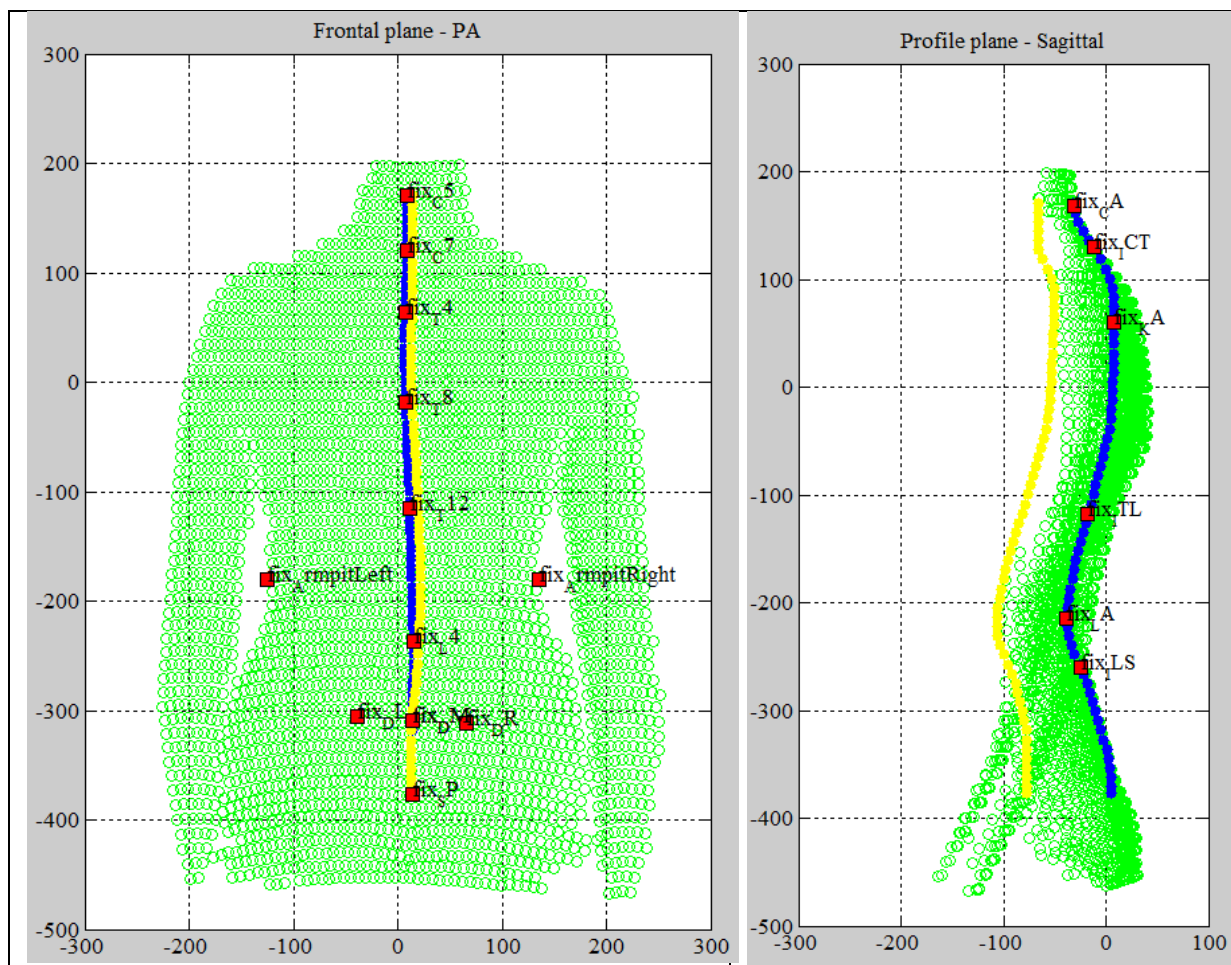 Frontal plane - PA
300
200
100
0
-100
-200
-300
-400
-500
-300
-200
-100
0
100
200
300
fix_C5
fix_C7
fix_T4
fix_T8
fix_T12
fix_ArmpitLeft
fix_ArmpitRight
fix_L4
fix_DL
fix_DM
fix_DR
fix_SP
Profile plane - Sagittal
300
200
100
0
-100
-200
-300
-400
-500
-300
-200
-100
0
100
fix_CA
fix_ICT
fix_KA
fix_ITL
fix_LA
fix_ILS